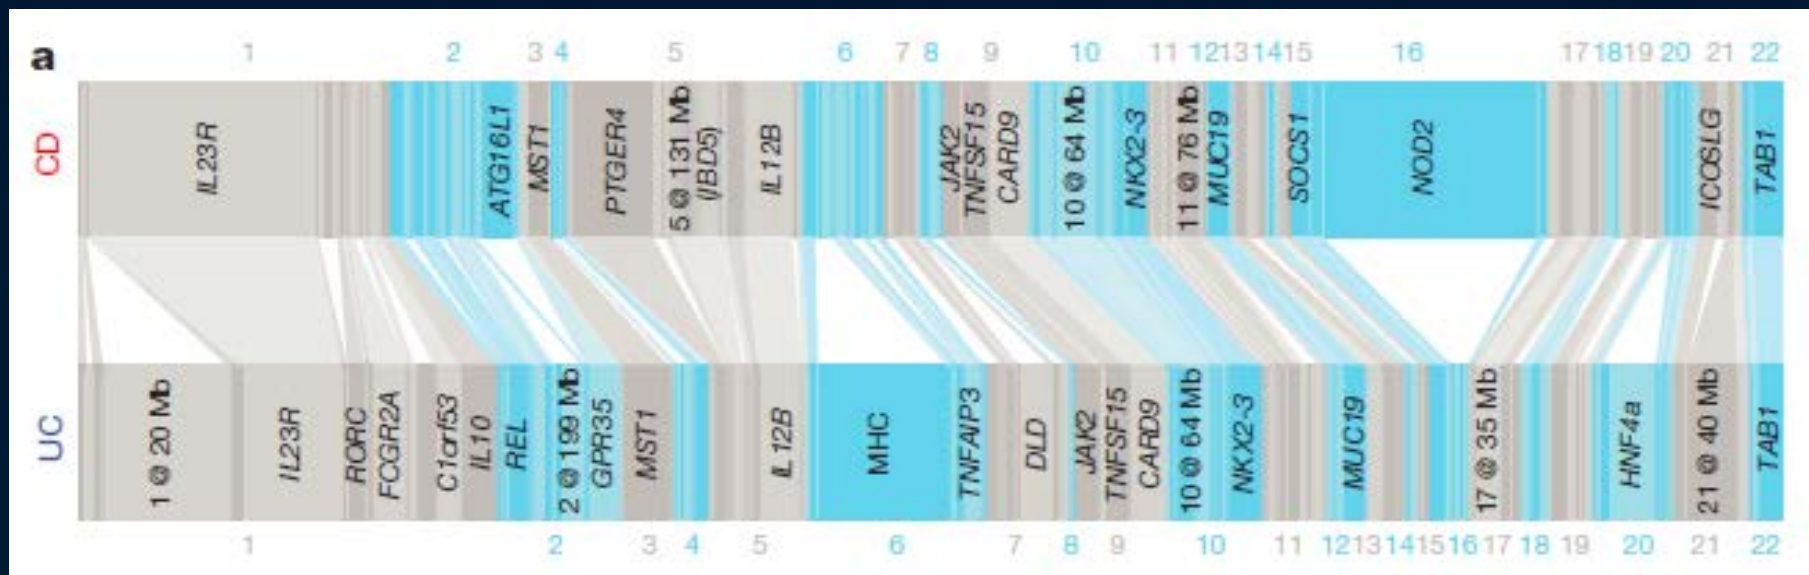 a
1 2 3 4 5 6 7 8 9 10 11 12 13 14 15 16 17 18 19 20 21 22
CD
IL23R
ATG16L1
MST1
PTGER4
5 @ 131 Mb
(IBD5)
IL12B
JAK2
TNFSF15
CARD9
10 @ 64 Mb
NKX2-3
11 @ 76 Mb
MUC19
SOCS1
NOD2
ICOSLG
TAB1
UC
1 @ 20 Mb
IL23R
RORC
FCGR2A
C1orf53
IL10
REL
2 @ 199 Mb
GPR35
MST1
IL12B
MHC
TNFAIP3
DLD
JAK2
TNFSF15
CARD9
10 @ 64 Mb
NKX2-3
MUC19
17 @ 35 Mb
HNF4a
21 @ 40 Mb
TAB1
1 2 3 4 5 6 7 8 9 10 11 12 13 14 15 16 17 18 19 20 21 22